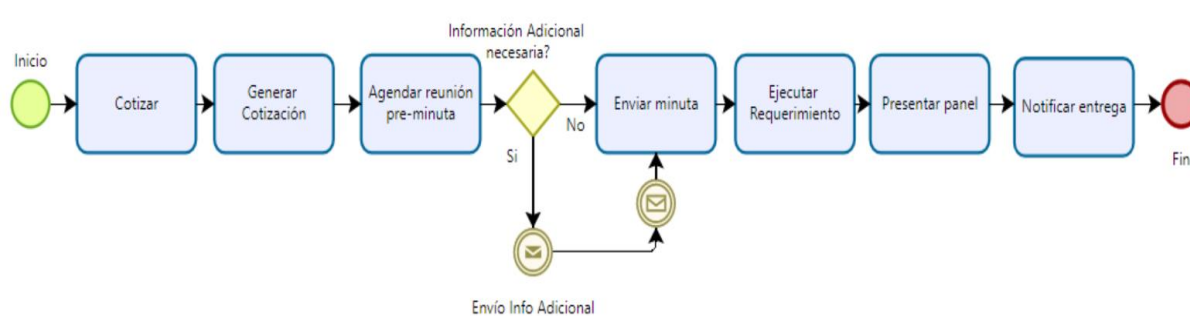 Información Adicional
necesaria?
Inicio
Cotizar
Generar
Cotización
Agendar reunión
pre-minuta
Enviar minuta
Ejecutar
Requerimiento
Presentar panel
Notificar entrega
No
Si
Fin
Envío Info Adicional